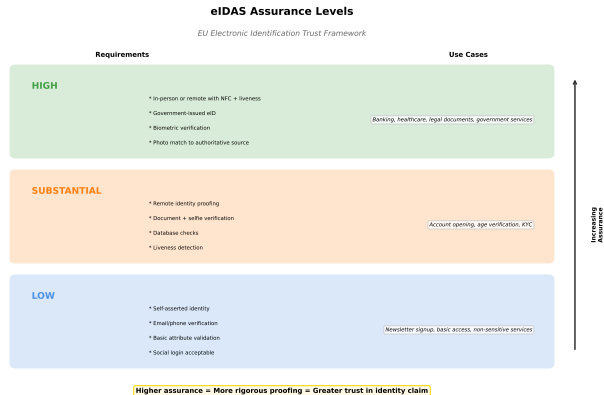 eIDAS Assurance Levels
EU Electronic Identification Trust Framework
Requirements
Use Cases
HIGH
* In-person or remote with NFC + liveness
* Government-issued eID
* Biometric verification
* Photo match to authoritative source
Banking, healthcare, legal documents, government services
SUBSTANTIAL
* Remote identity proofing
* Document + selfie verification
* Database checks
* Liveness detection
Account opening, age verification, KYC
LOW
* Self-asserted identity
* Email/phone verification
* Basic attribute validation
* Social login acceptable
Newsletter signup, basic access, non-sensitive services
Increasing
Assurance
Higher assurance = More rigorous proofing = Greater trust in identity claim